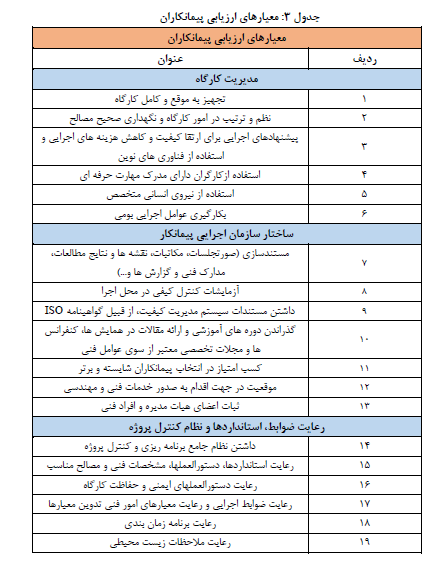 جدول ۳: معیارهای ارزیابی پیمانکاران
معیارهای ارزیابی پیمانکاران
ردیف عنوان
مدیریت کارگاه
۱ تجهیز به موقع و کامل کارگاه
۲ نظم و ترتیب در امور کارگاه و نگهداری صحیح مصالح
۳ پیشنهادهای اجرایی برای ارتقا کیفیت و کاهش هزینه های اجرایی و
استفاده از فناوری های نوین
۴ استفاده ازکارگران دارای مدرک مهارت حرفه ای
۵ استفاده از نیروی انسانی متخصص
۶ بکارگیری عوامل اجرایی بومی
ساختار سازمان اجرایی پیمانکار
۷ مستندسازی (صورتجلسات، مکاتبات، نقشه ها و نتایج مطالعات،
مدارک فنی و گزارش ها و...)
۸ آزمایشات کنترل کیفی در محل اجرا
۹ داشتن مستندات سیستم مدیریت کیفیت، از قبیل گواهینامه ISO
۱۰ گذراندن دوره های آموزشی و ارائه مقالات در همایش ها، کنفرانس
ها و مجلات تخصصی معتبر از سوی عوامل فنی
۱۱ کسب امتیاز در انتخاب پیمانکاران شایسته و برتر
۱۲ موقعیت در جهت اقدام به صدور خدمات فنی و مهندسی
۱۳ ثبات اعضای هیات مدیره و افراد فنی
رعایت ضوابط، استانداردها و نظام کنترل پروژه
۱۴ داشتن نظام جامع برنامه ریزی و کنترل پروژه
۱۵ رعایت استانداردها، دستورالعملها، مشخصات فنی و مصالح مناسب
۱۶ رعایت دستورالعملهای ایمنی و حفاظت کارگاه
۱۷ رعایت ضوابط اجرایی و رعایت معیارهای امور فنی تدوین معیارها
۱۸ رعایت برنامه زمان بندی
۱۹ رعایت ملاحظات زیست محیطی